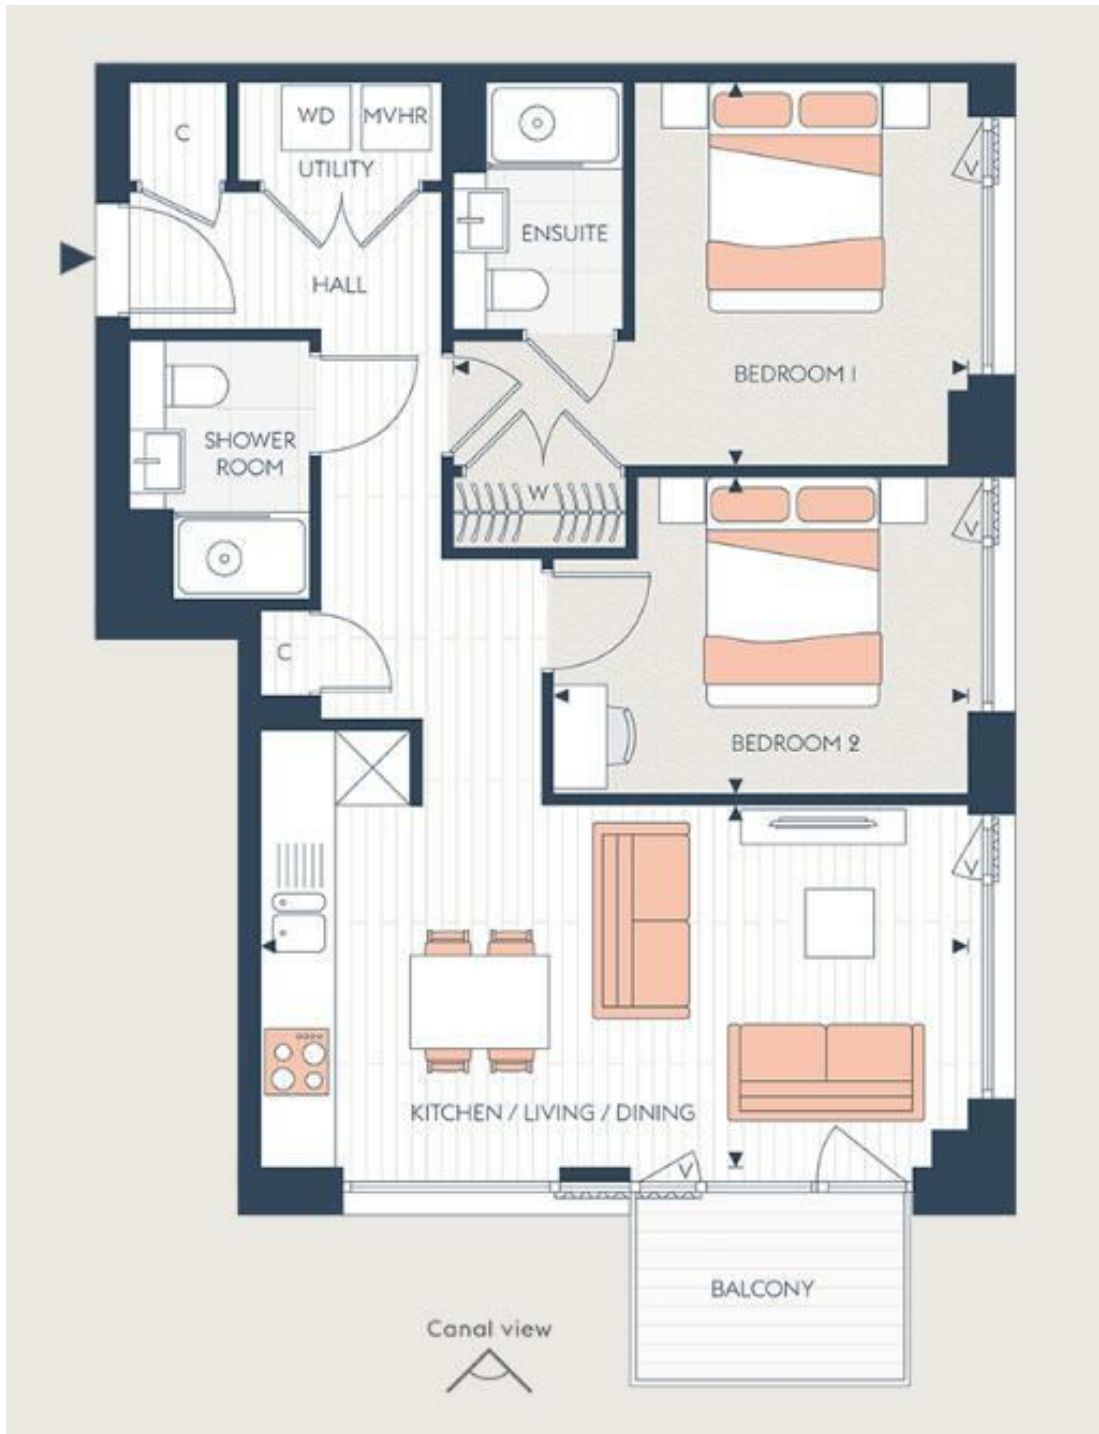 C
WD
MVHR
UTILITY
V
ENSUITE
HALL
BEDROOM 1
SHOWER
ROOM
W
V
C
BEDROOM 2
V
KITCHEN / LIVING / DINING
V
BALCONY
Canal view